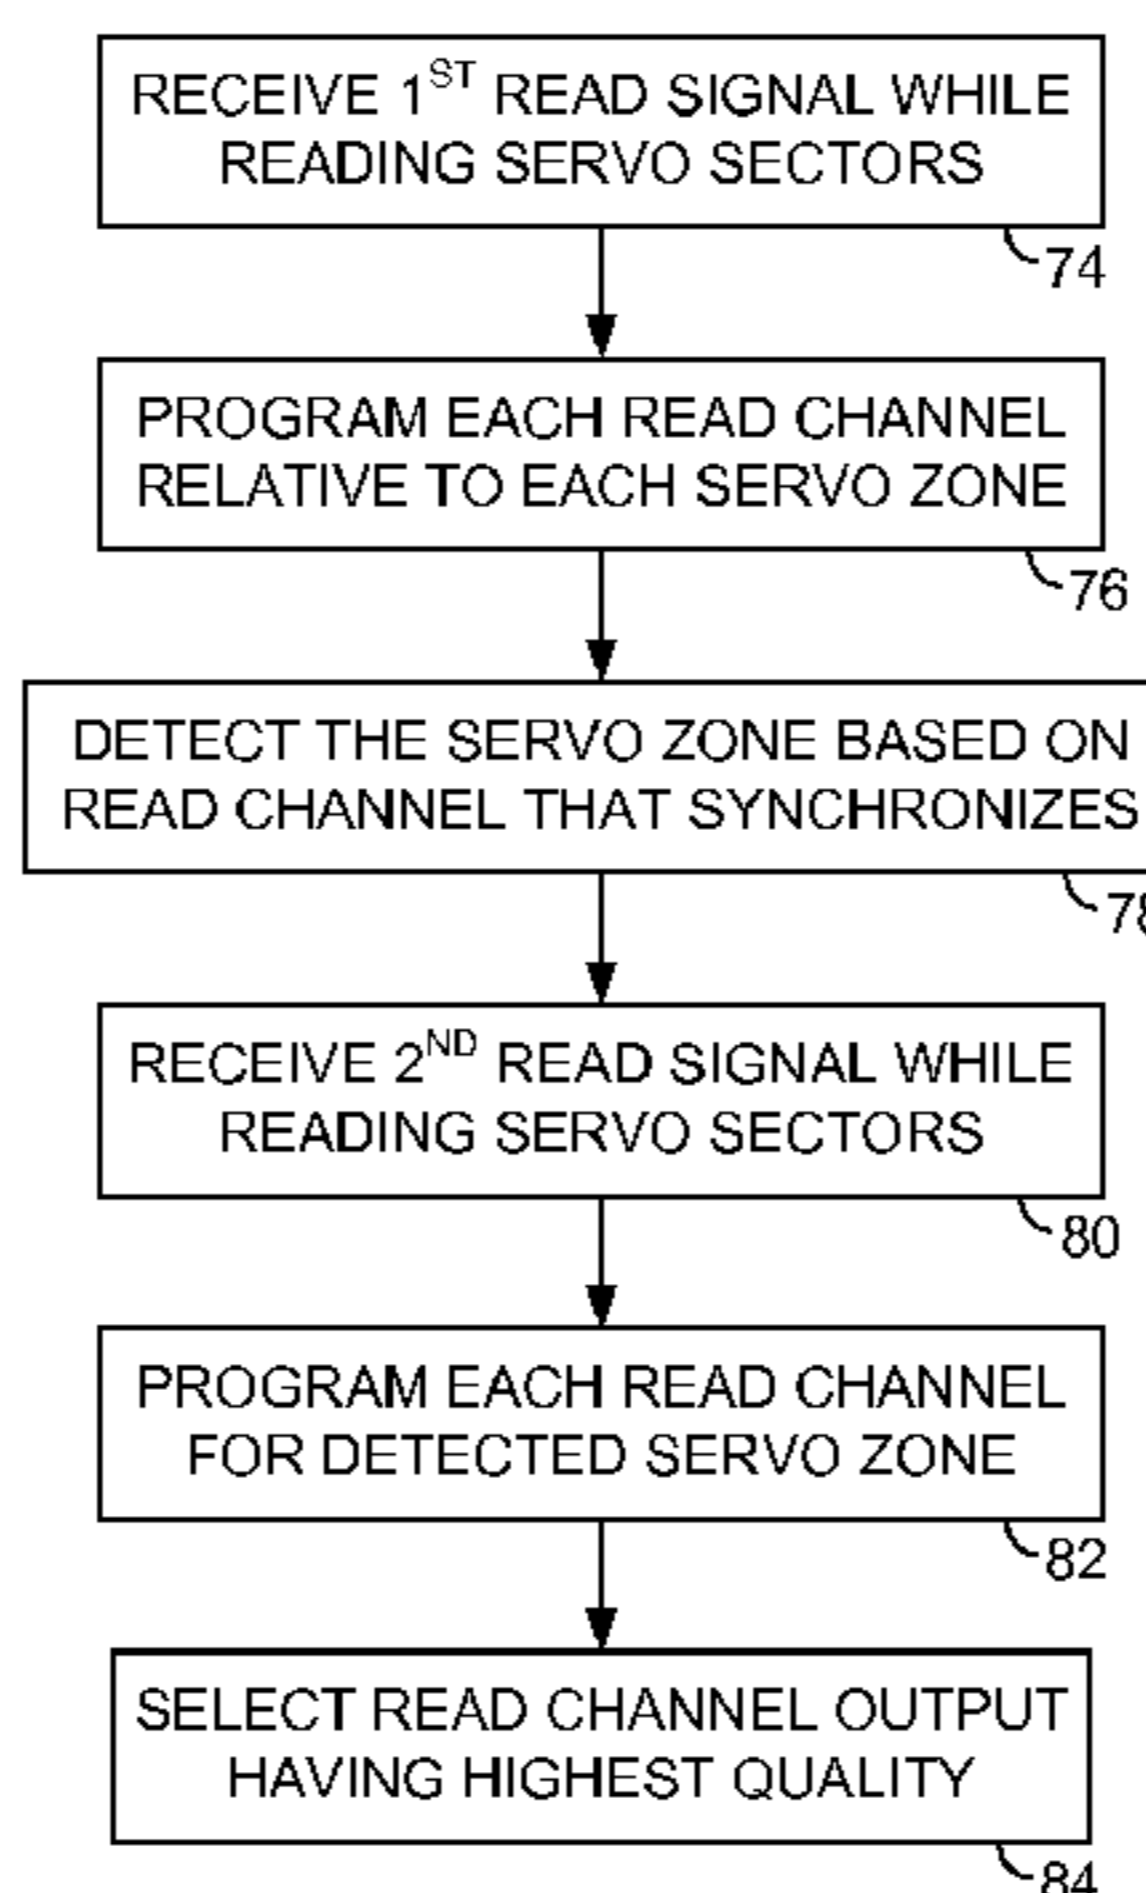 RECEIVE 1ST READ SIGNAL WHILE
READING SERVO SECTORS
74
PROGRAM EACH READ CHANNEL
RELATIVE TO EACH SERVO ZONE
76
DETECT THE SERVO ZONE BASED ON
READ CHANNEL THAT SYNCHRONIZES
78
RECEIVE 2ND READ SIGNAL WHILE
READING SERVO SECTORS
80
PROGRAM EACH READ CHANNEL
FOR DETECTED SERVO ZONE
82
SELECT READ CHANNEL OUTPUT
HAVING HIGHEST QUALITY
84